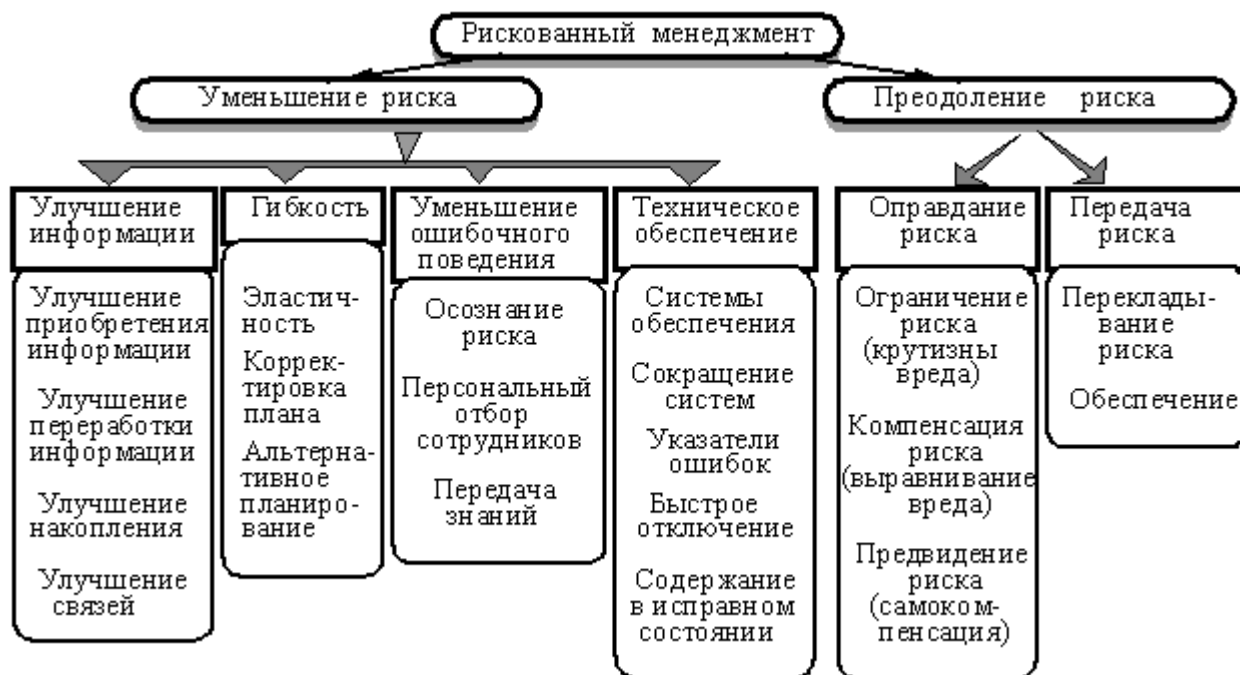 Рискованный менеджмент
Уменьшение риска
Преодоление риска
Улучшение
информации
Гибкость
Уменьшение
ошибочного
поведения
Техническое
обеспечение
Оправдание
риска
Передача
риска
Улучшение
приобретения
информации
Улучшение
переработки
информации
Улучшение
накопления
Улучшение
связей
Эластич-
ность
Коррек-
тировка
плана
Альтерна-
тивное
планиро-
вание
Осознание
риска
Персональный
отбор
сотрудников
Передача
знаний
Системы
обеспечения
Сокращение
систем
Указатели
ошибок
Быстрое
отключение
Содержание
в исправном
состоянии
Ограничение
риска
(крутизны
вреда)
Компенсация
риска
(выравнивание
вреда)
Предвидение
риска
(самоком-
пенсация)
Перекладыв-
вание
риска
Обеспечение